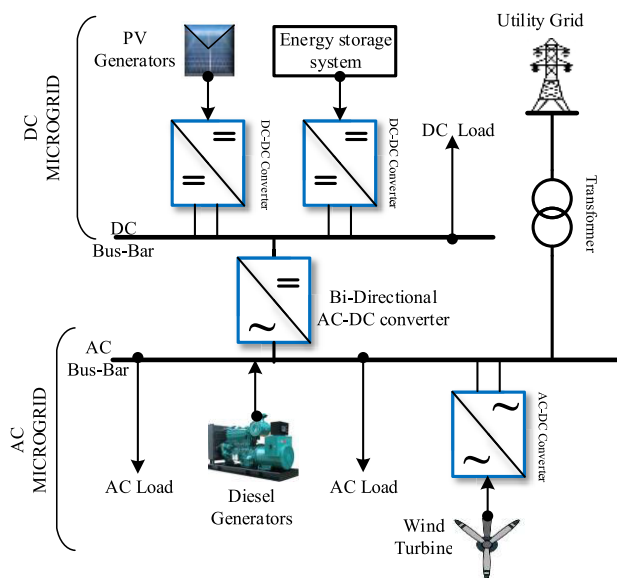 PV
Generators
Energy storage
system
Utility Grid
DC
MICROGRID
DC-DC Converter
DC-DC Converter
DC Load
Transformer
DC
Bus-Bar
Bi-Directional
AC-DC converter
AC
Bus-Bar
AC
MICROGRID
AC-DC Converter
AC Load
Diesel
Generators
AC Load
Wind
Turbine